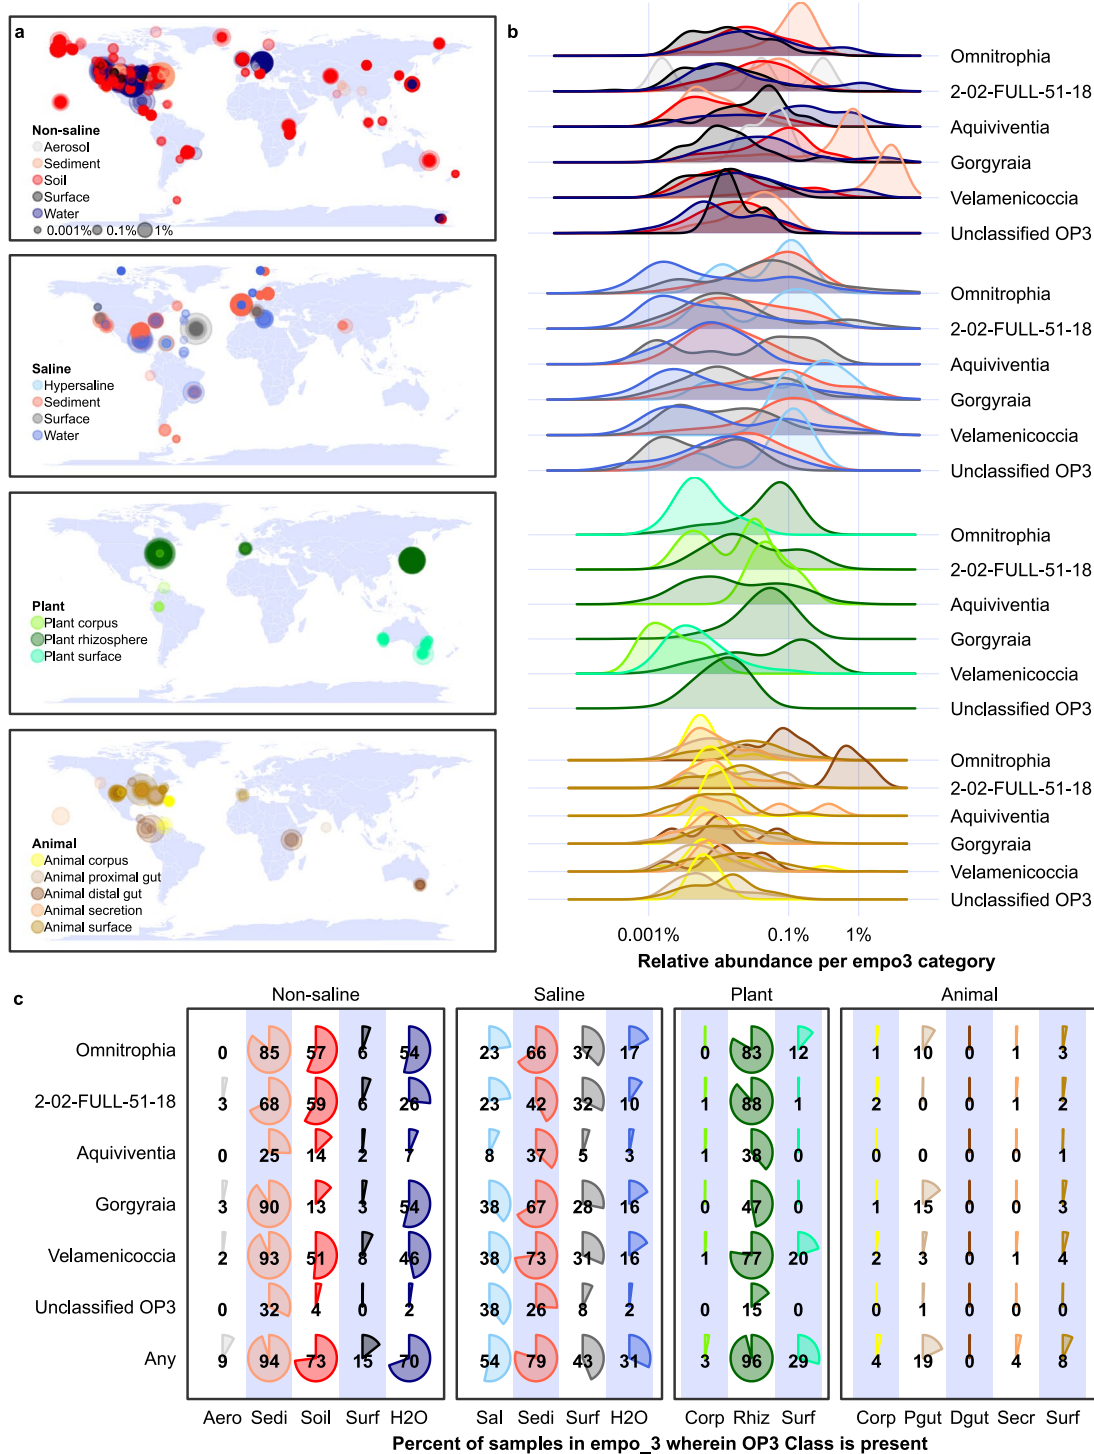 a
Non-saline
Aerosol
Sediment
Soil
Surface
Water
0.001% 0.1% 1%
Saline
Hypersaline
Sediment
Surface
Water
Plant
Plant corpus
Plant rhizosphere
Plant surface
Animal
Animal corpus
Animal proximal gut
Animal distal gut
Animal secretion
Animal surface
b
Omnitrophia
2-02-FULL-51-18
Aquiviventia
Gorgyraia
Velamenicoccia
Unclassified OP3
Omnitrophia
2-02-FULL-51-18
Aquiviventia
Gorgyraia
Velamenicoccia
Unclassified OP3
Omnitrophia
2-02-FULL-51-18
Aquiviventia
Gorgyraia
Velamenicoccia
Unclassified OP3
Omnitrophia
2-02-FULL-51-18
Aquiviventia
Gorgyraia
Velamenicoccia
Unclassified OP3
0.001% 0.1% 1%
Relative abundance per empo3 category
c
Non-saline Saline Plant Animal
Omnitrophia 0 85 57 6 54 23 66 37 17 0 83 12 1 10 0 1 3
2-02-FULL-51-18 3 68 59 6 26 23 42 32 10 1 88 1 2 0 0 1 2
Aquiviventia 0 25 14 2 7 8 37 5 3 1 38 0 0 0 0 0 1
Gorgyraia 3 90 13 3 54 38 67 28 16 0 47 0 1 15 0 0 3
Velamenicoccia 2 93 51 8 46 38 73 31 16 1 77 20 2 3 0 1 4
Unclassified OP3 0 32 4 0 2 38 26 8 2 0 15 0 0 1 0 0 0
Any 9 94 73 15 70 54 79 43 31 3 96 29 4 19 0 4 8
Aero Sedi Soil Surf H2O Sal Sedi Surf H2O Corp Rhiz Surf Corp Pgut Dgut Secr Surf
Percent of samples in empo_3 wherein OP3 Class is present